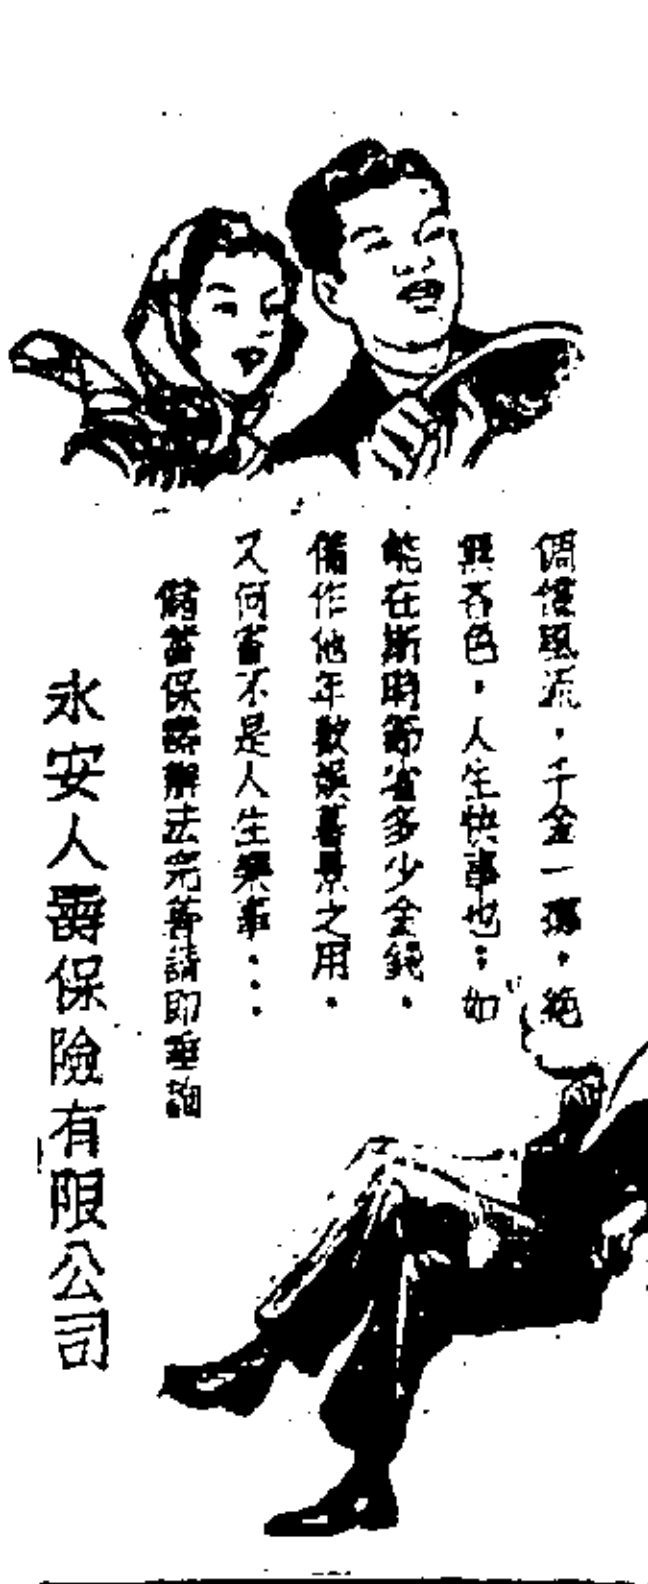 倜儻風流，千金一擲，絕
無吝色，人生快事也；如
能在斯時節省多少金錢，
備作他年歡娛暮景之用，
又何嘗不是人生樂事...
儲蓄保壽辦法完善請即垂詢
永安人壽保險有限公司